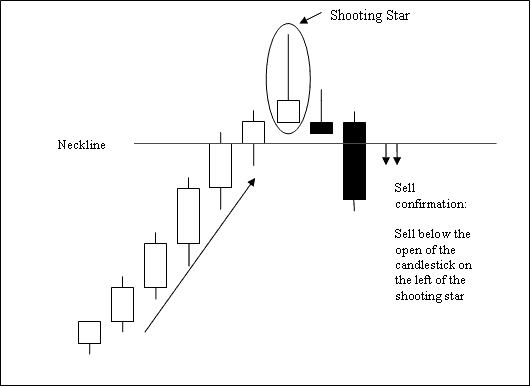 Shooting Star
Neckline
Sell
confirmation:
Sell below the
open of the
candlestick on
the left of the
shooting star